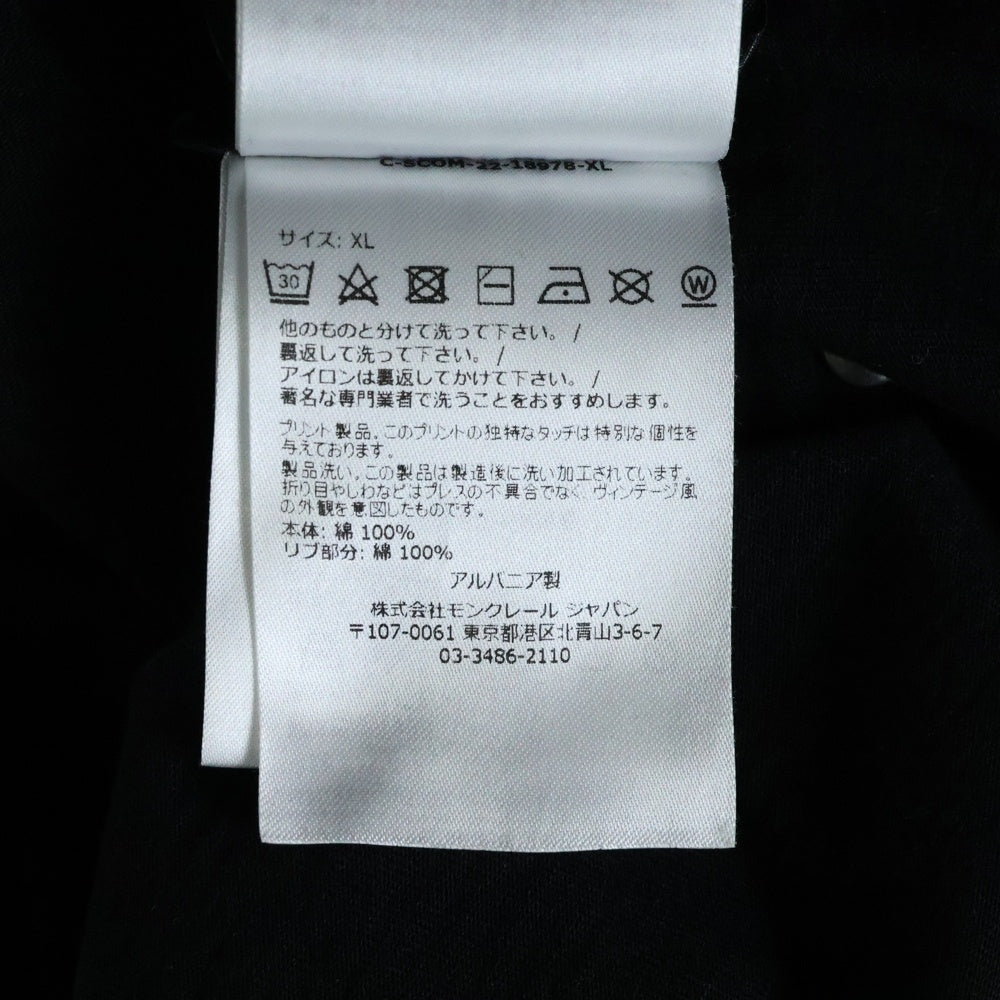 C-SCOM-22-18978-XL
サイズ: XL
30
W
他のものと分けて洗って下さい。 /
裏返して洗って下さい。 /
アイロンは裏返してかけて下さい。 /
著名な専門業者で洗うことをおすすめします。
プリント製品。このプリントの独特なタッチは特別な個性を
与えております。
製品洗い。この製品は製造後に洗い加工されています。
折り目やしわなどはプレスの不具合でなく、ヴィンテージ風
の外観を意図したものです。
本体: 綿 100%
リブ部分: 綿 100%
アルバニア製
株式会社モンクレール ジャパン
〒107-0061 東京都港区北青山3-6-7
03-3486-2110